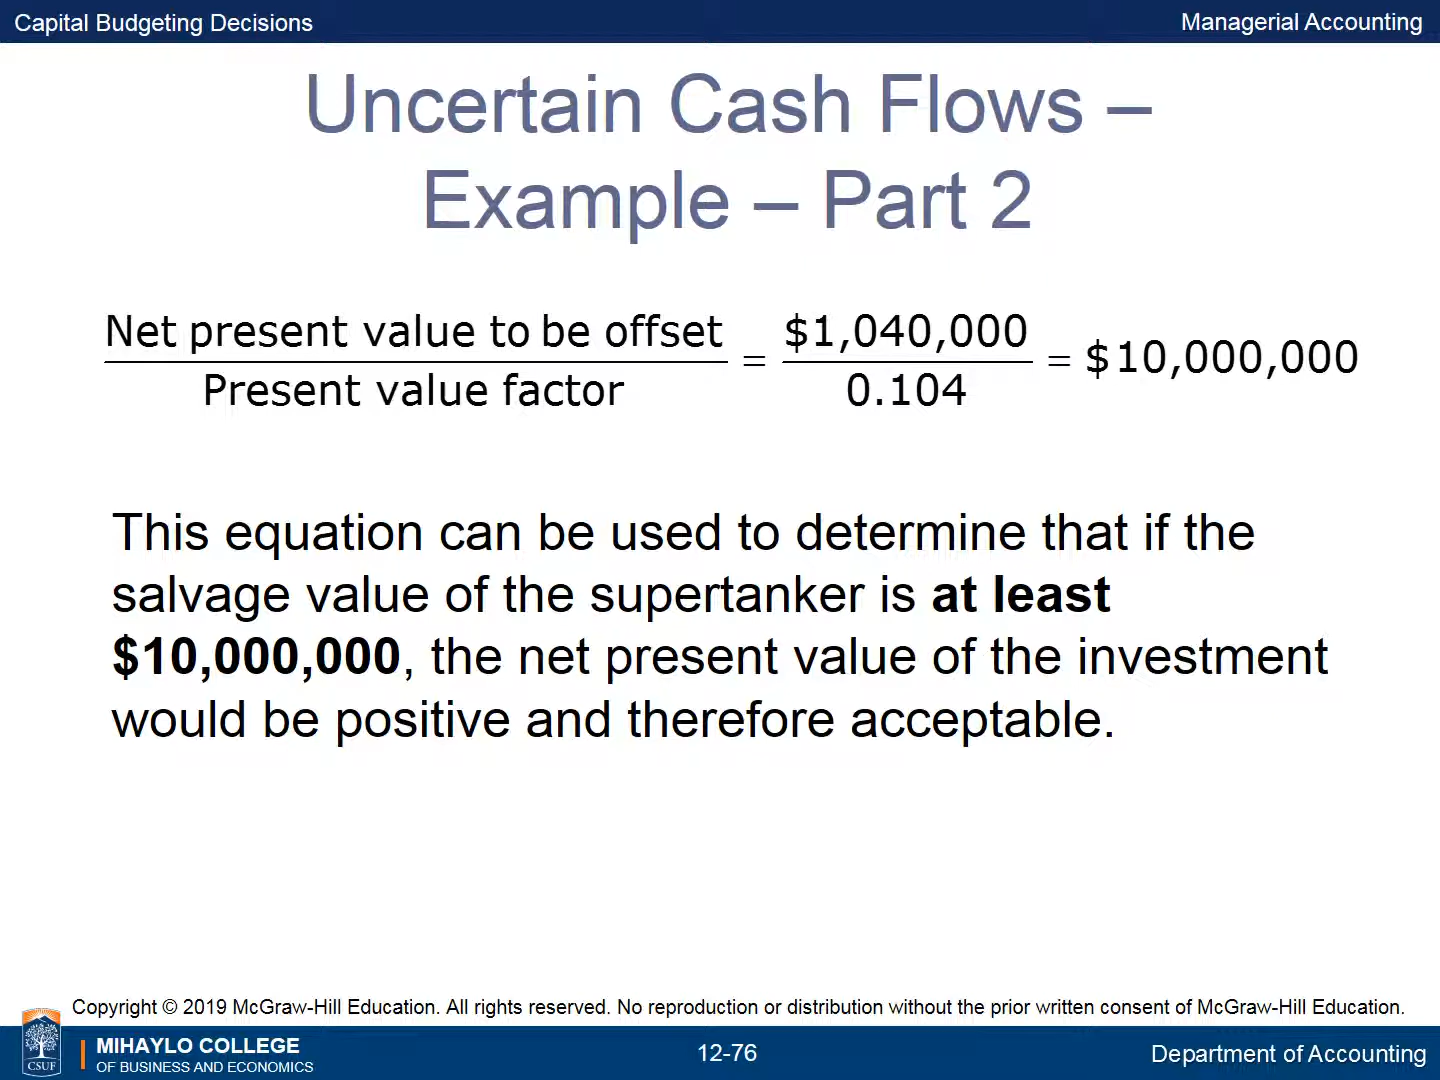 Capital Budgeting Decisions
Managerial Accounting
Uncertain Cash Flows –
Example – Part 2
Net present value to be offset
Present value factor
=
$1,040,000
0.104
= $10,000,000
This equation can be used to determine that if the
salvage value of the supertanker is at least
$10,000,000, the net present value of the investment
would be positive and therefore acceptable.
Copyright © 2019 McGraw-Hill Education. All rights reserved. No reproduction or distribution without the prior written consent of McGraw-Hill Education.
CSUF
MIHAYLO COLLEGE
OF BUSINESS AND ECONOMICS
12-76
Department of Accounting